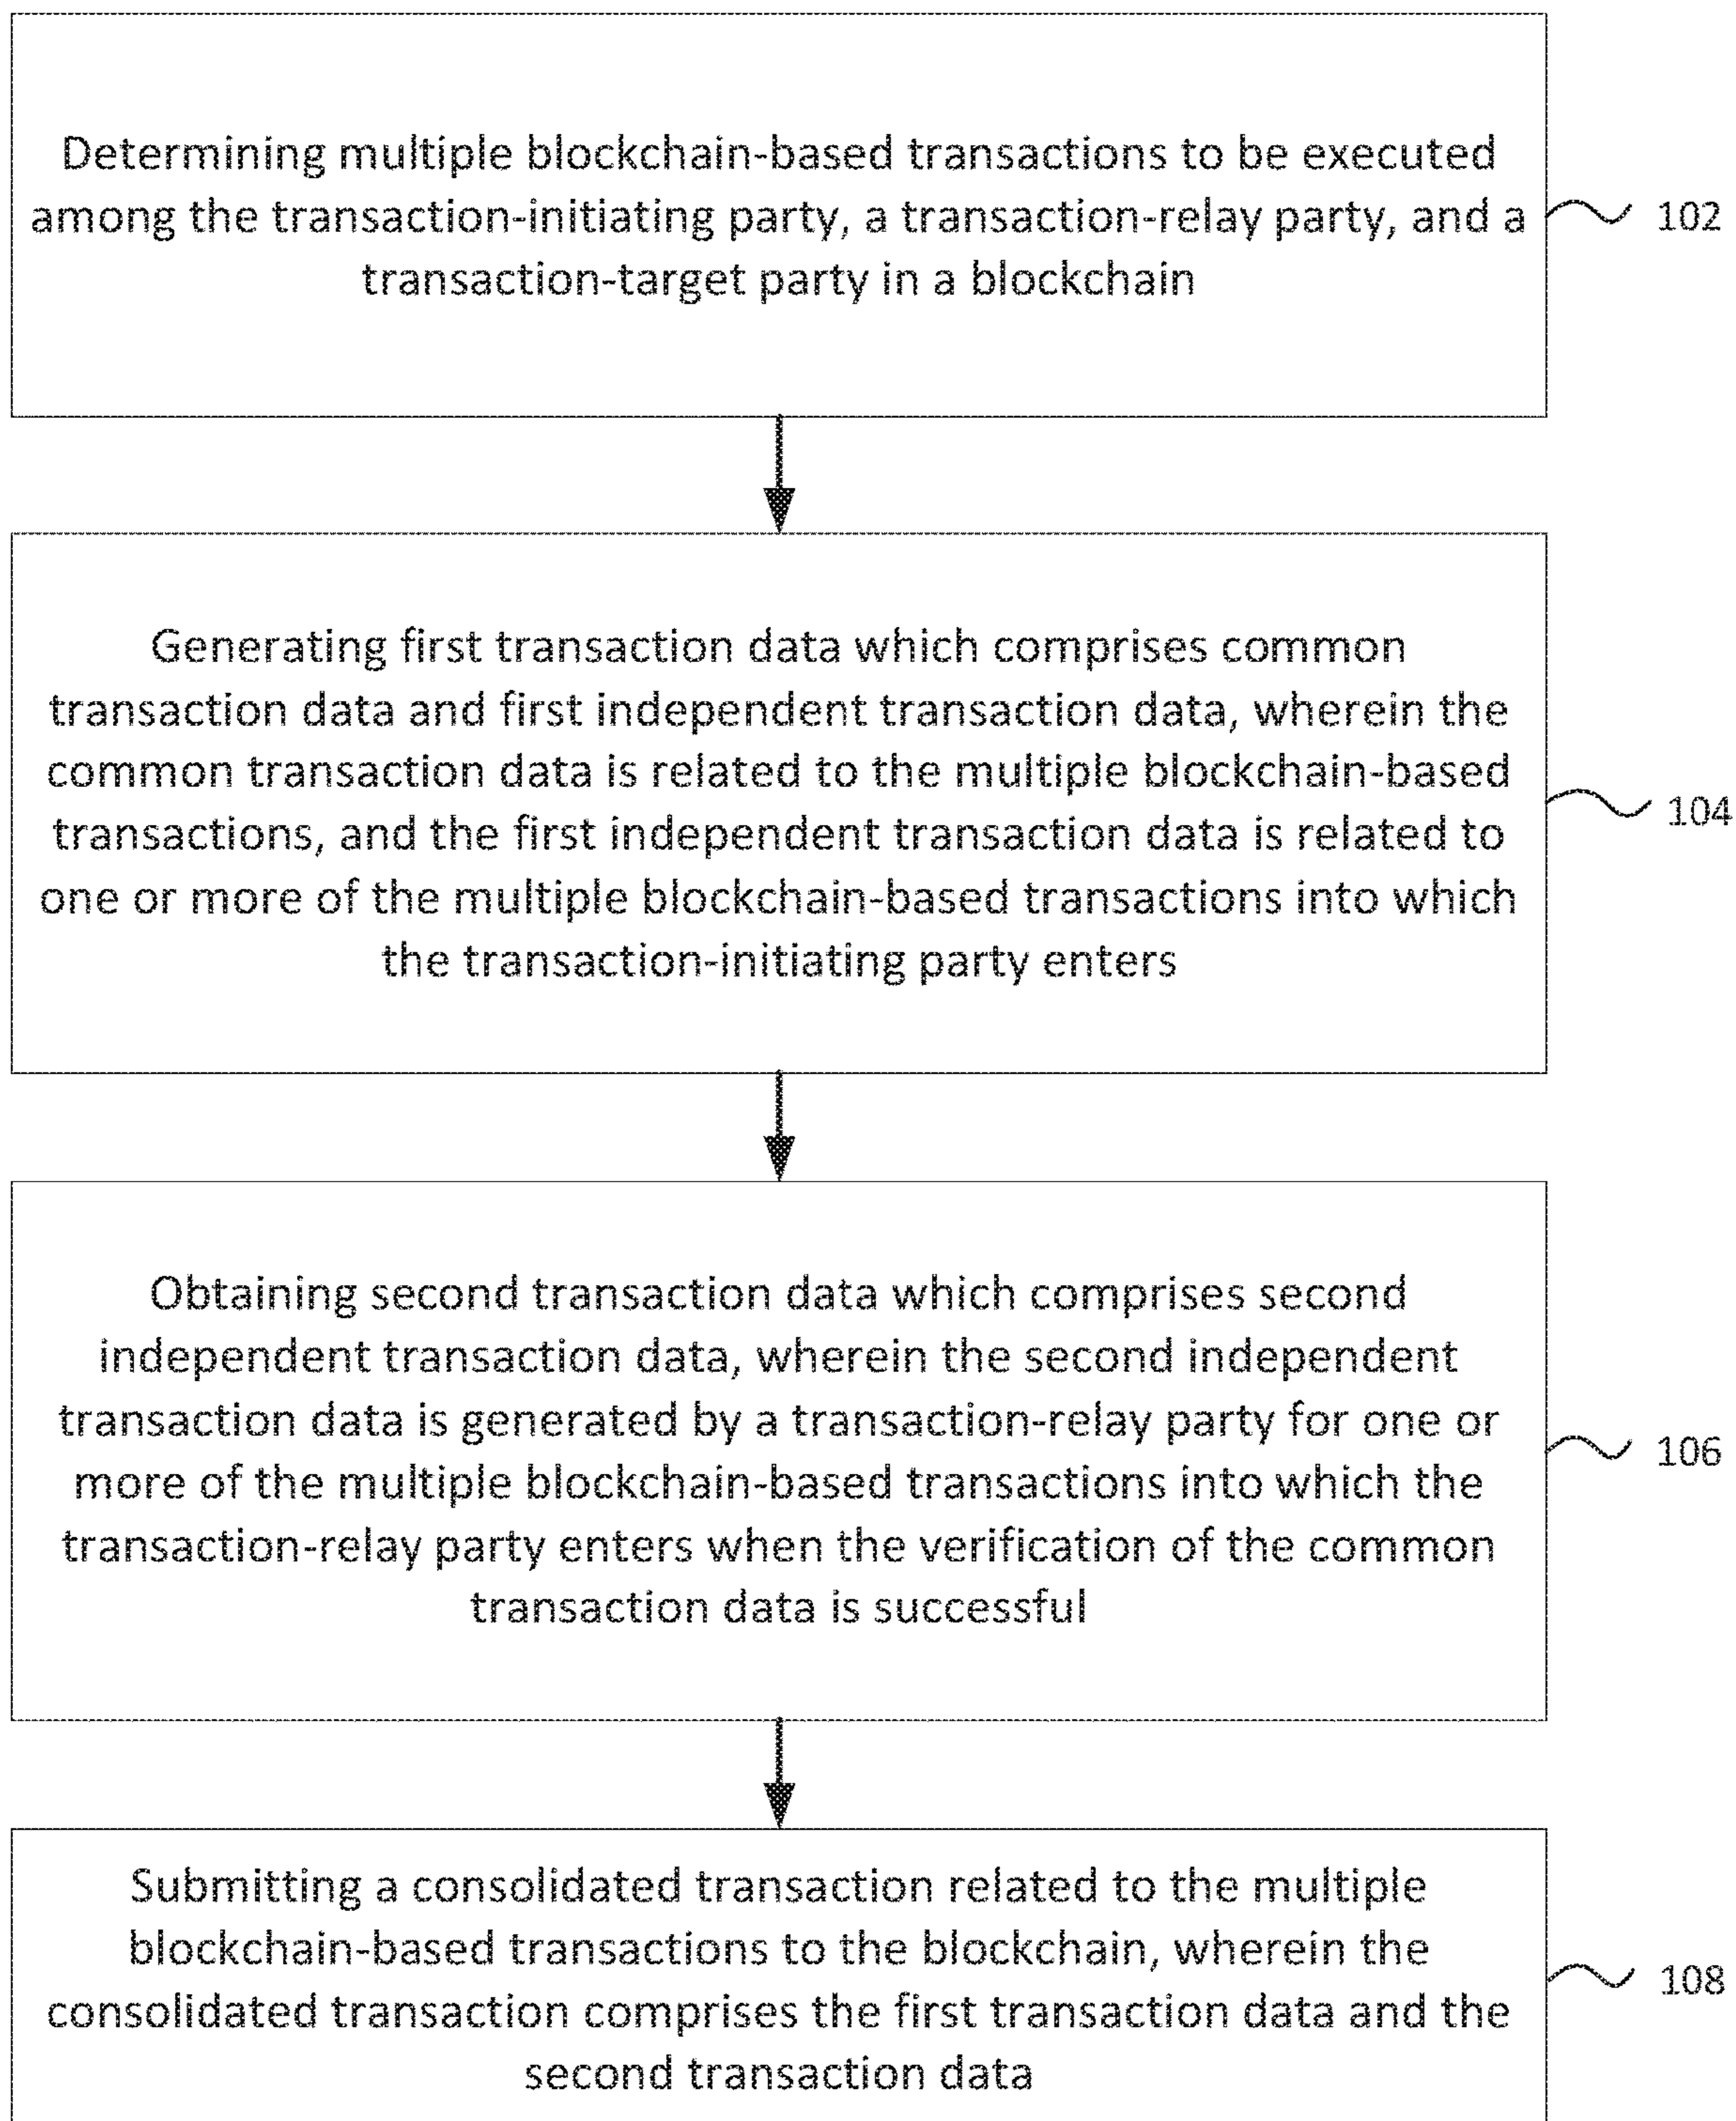 Determining multiple blockchain-based transactions to be executed
among the transaction-initiating party, a transaction-relay party, and a
transaction-target party in a blockchain
102
Generating first transaction data which comprises common
transaction data and first independent transaction data, wherein the
common transaction data is related to the multiple blockchain-based
transactions, and the first independent transaction data is related to
one or more of the multiple blockchain-based transactions into which
the transaction-initiating party enters
104
Obtaining second transaction data which comprises second
independent transaction data, wherein the second independent
transaction data is generated by a transaction-relay party for one or
more of the multiple blockchain-based transactions into which the
transaction-relay party enters when the verification of the common
transaction data is successful
106
Submitting a consolidated transaction related to the multiple
blockchain-based transactions to the blockchain, wherein the
consolidated transaction comprises the first transaction data and the
second transaction data
108